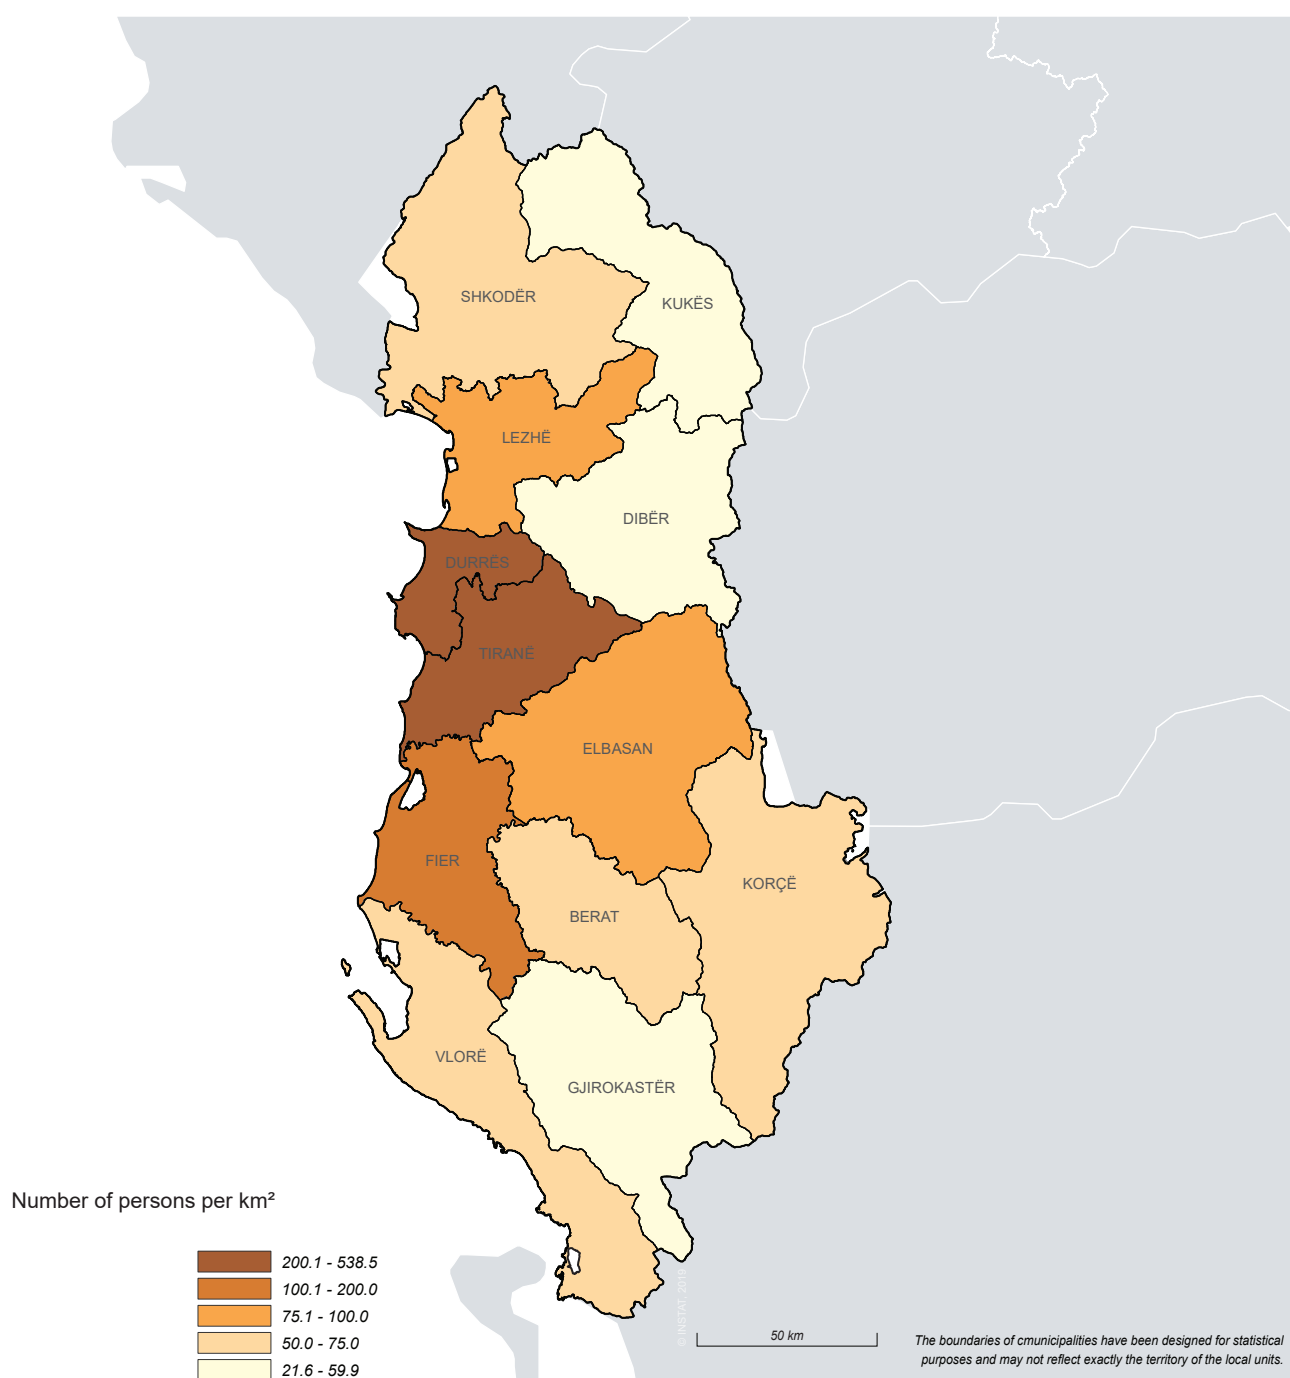 SHKODËR
KUKËS
LEZHË
DIBËR
DURRËS
TIRANË
ELBASAN
FIER
KORÇË
BERAT
VLORË
GJIROKASTËR
Number of persons per km²
200.1 - 538.5
100.1 - 200.0
75.1 - 100.0
50.0 - 75.0
21.6 - 59.9
© INSTAT, 2019
50 km
The boundaries of cmunicipalities have been designed for statistical
purposes and may not reflect exactly the territory of the local units.